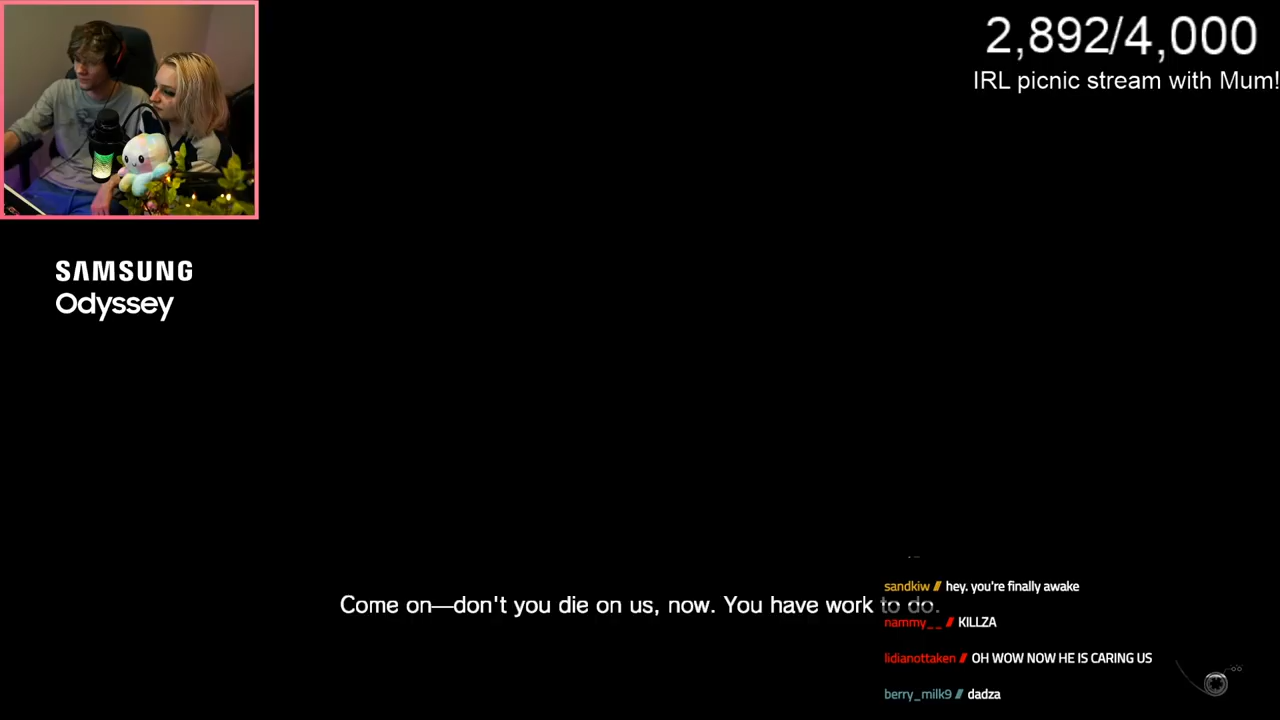 2,892/4,000
IRL picnic stream with Mum!
SAMSUNG
Odyssey
Come on—don't you die on us, now. You have work to do.
sandkiw // hey. you're finally awake
nammy__ // KILLZA
lidianottaken // OH WOW NOW HE IS CARING US
berry_milk9 // dadza